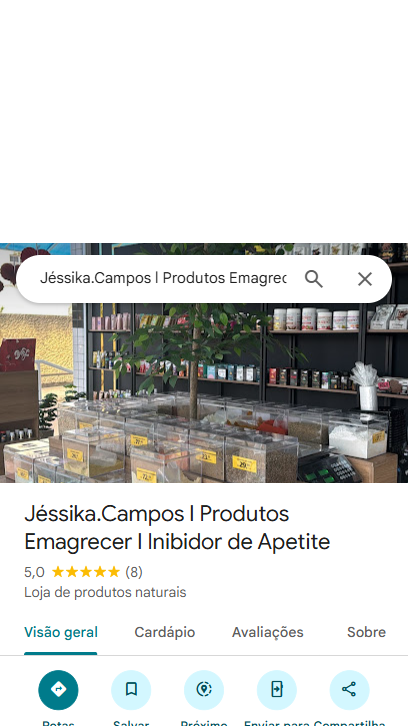 Jéssika.Campos | Produtos Emagrec
Jéssika.Campos | Produtos
Emagrecer | Inibidor de Apetite
5,0 ★★★★★ (8)
Loja de produtos naturais
Visão geral Cardápio Avaliações Sobre
Rotas Salvar Próximo Enviar para Compartilha